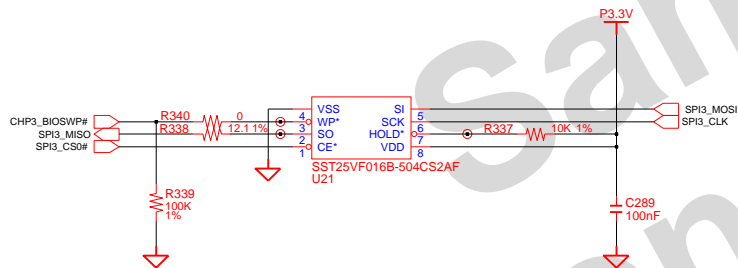 P3.3V
VSS
SI
SPI3_MOSI
4
5
CHP3_BIOSWP#
R340
0
WP*
SCK
SPI3_CLK
3
6
SPI3_MISO
R338
12.1 1%
SO
HOLD*
R337
10K 1%
2
7
SPI3_CS0#
CE*
VDD
1
8
SST25VF016B-504CS2AF
U21
R339
100K
1%
C289
100nF
San